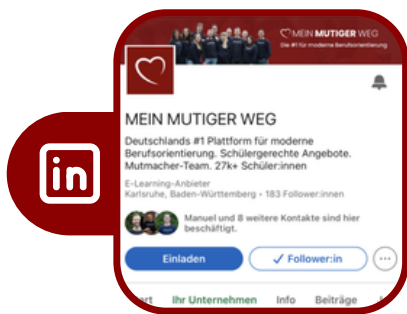 MEIN MUTIGER WEG
Die #1 für moderne Berufsorientierung
MEIN MUTIGER WEG
Deutschlands #1 Plattform für moderne
Berufsorientierung. Schülergerechte Angebote.
Mutmacher-Team. 27k+ Schüler:innen
E-Learning-Anbieter
Karlsruhe, Baden-Württemberg • 183 Follower:innen
Manuel und 8 weitere Kontakte sind hier
beschäftigt.
Einladen
✓ Follower:in
in
Ihr Unternehmen Info Beiträge